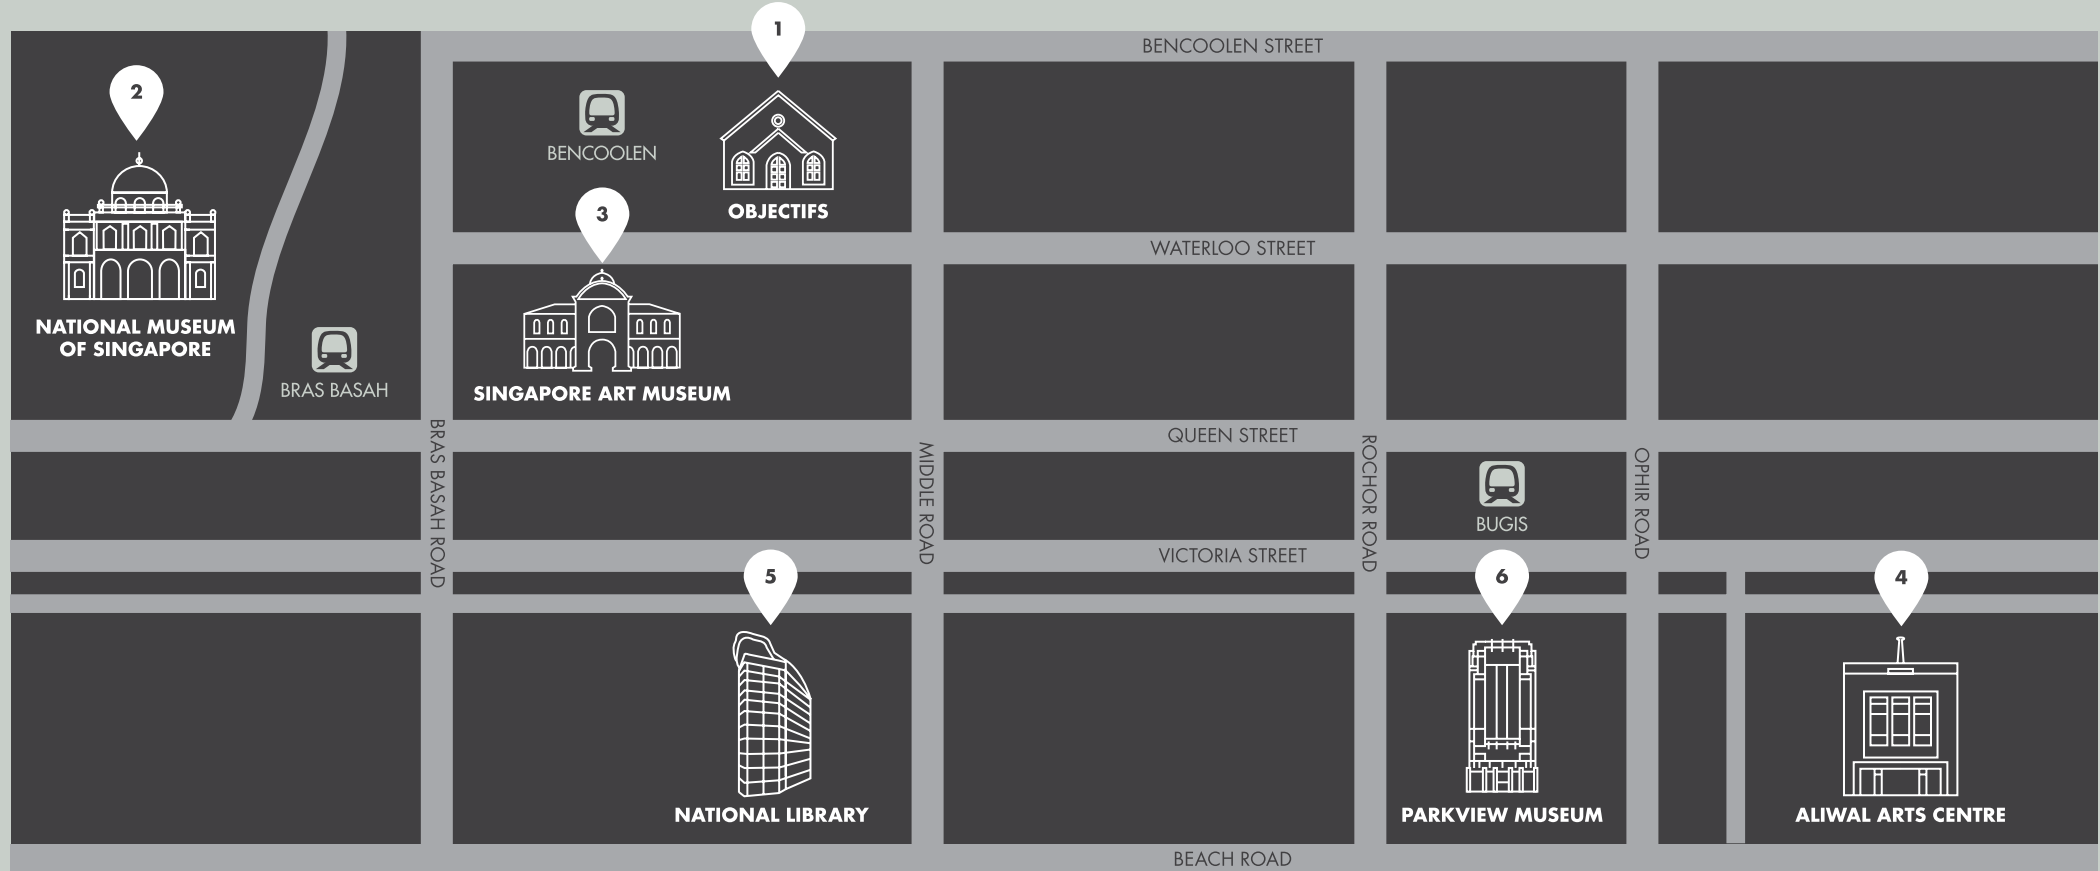 1
BENCOOLEN STREET
2
BENCOOLEN
OBJECTIFS
3
WATERLOO STREET
NATIONAL MUSEUM
OF SINGAPORE
BRAS BASAH
SINGAPORE ART MUSEUM
QUEEN STREET
BRAS BASAH ROAD
MIDDLE ROAD
ROCHOR ROAD
OPHIR ROAD
BUGIS
VICTORIA STREET
5
6
4
NATIONAL LIBRARY
PARKVIEW MUSEUM
ALIWAL ARTS CENTRE
BEACH ROAD